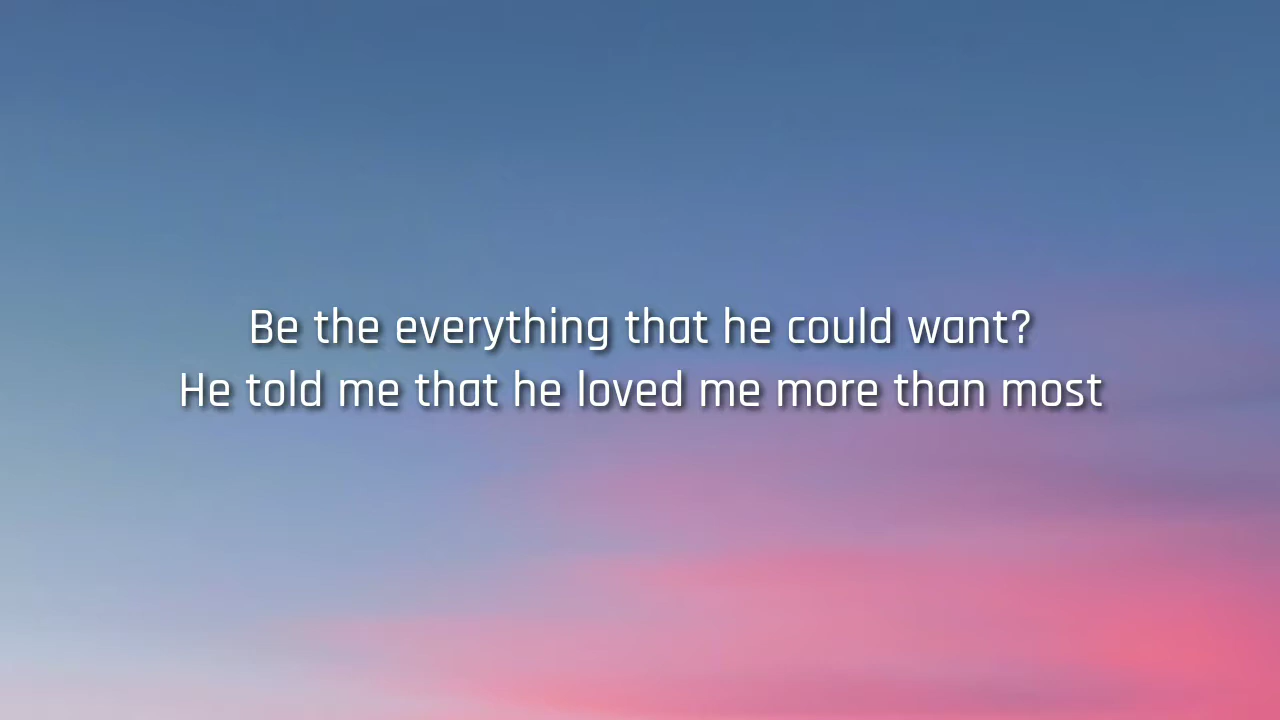 Be the everything that he could want?
He told me that he loved me more than most